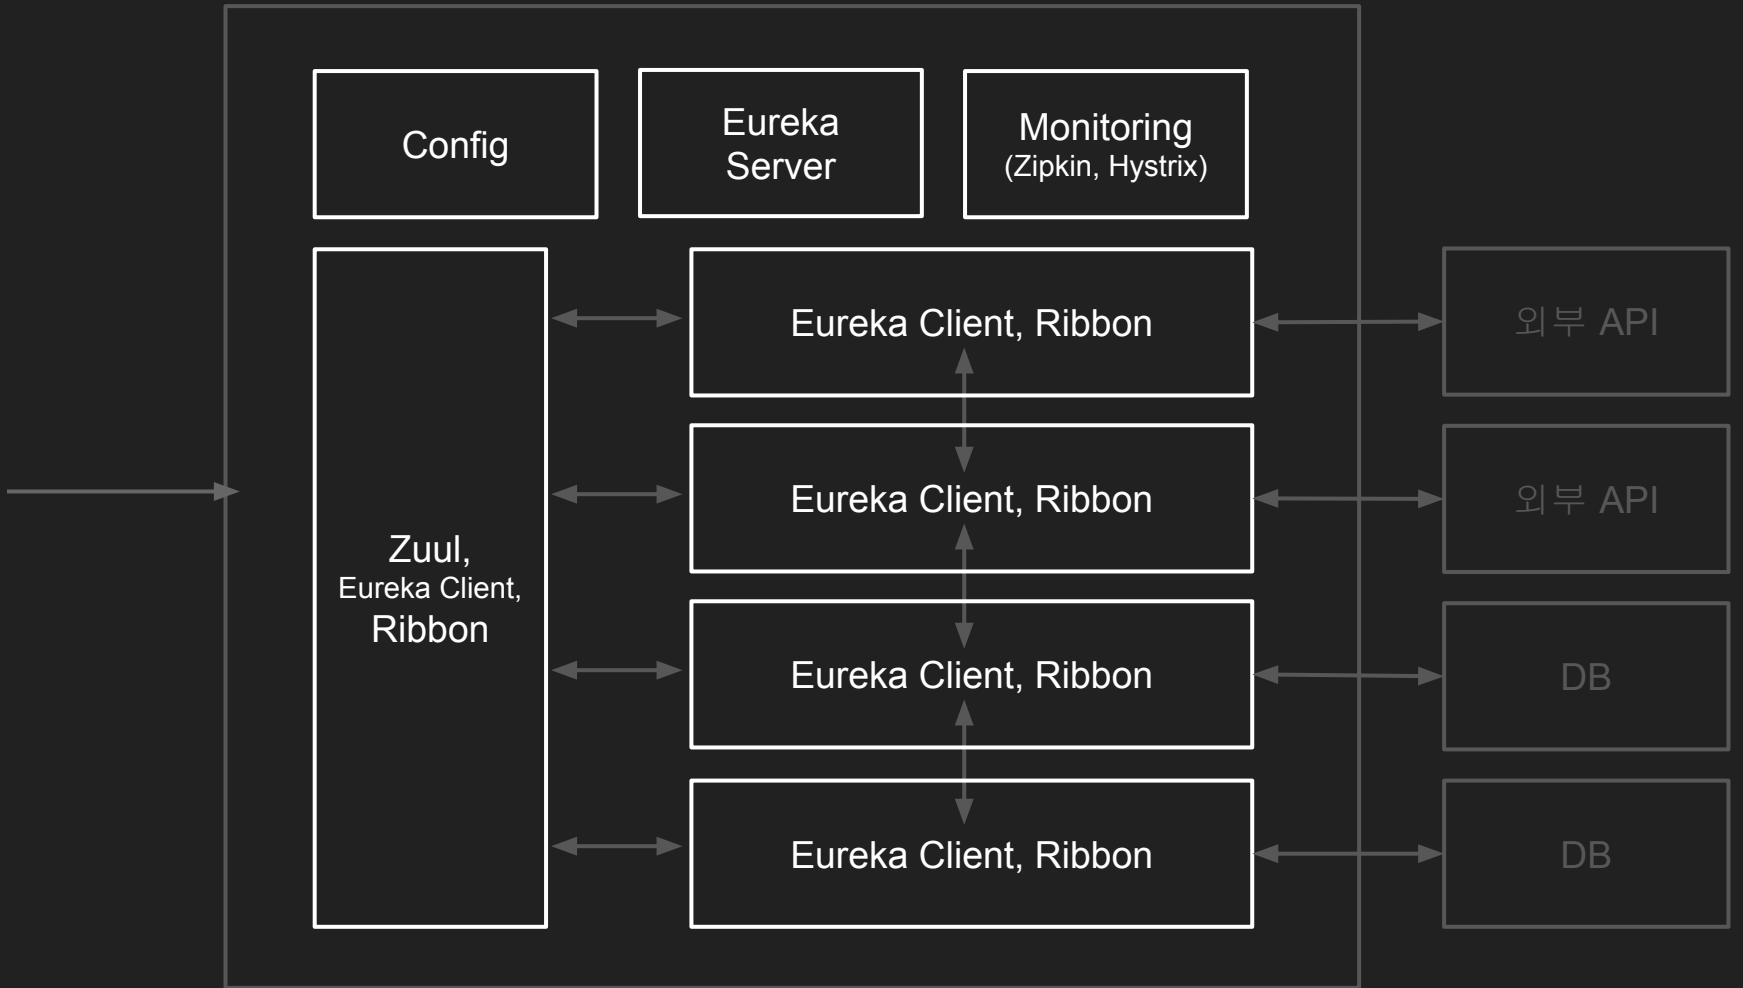 Config
Eureka
Server
Monitoring
(Zipkin, Hystrix)
Zuul,
Eureka Client,
Ribbon
Eureka Client, Ribbon
외부 API
Eureka Client, Ribbon
외부 API
Eureka Client, Ribbon
DB
Eureka Client, Ribbon
DB